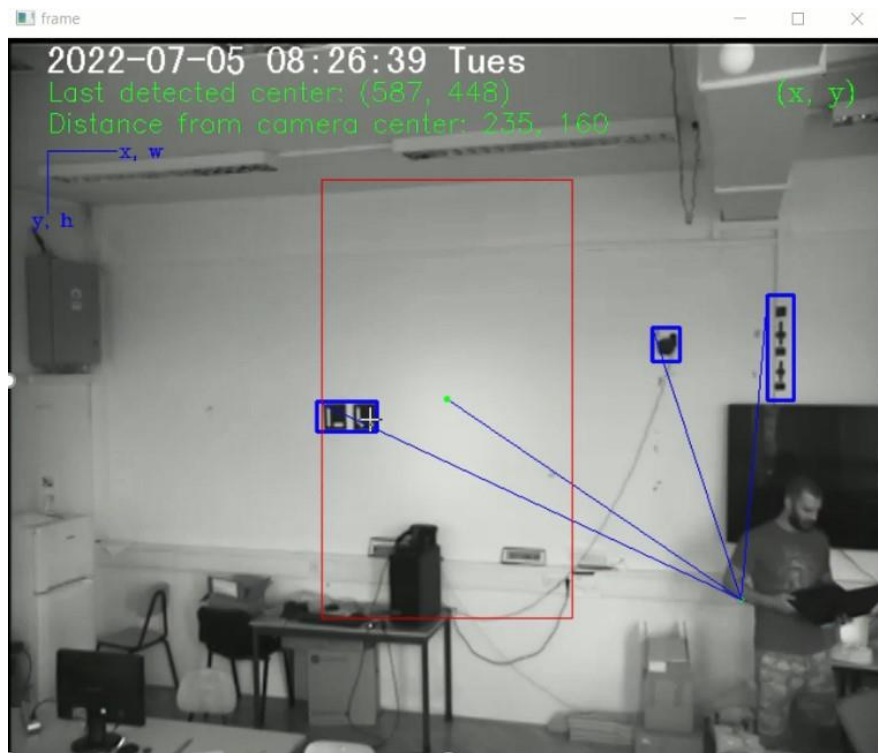 frame
2022-07-05 08:26:39 Tues
Last detected center: (587, 448)
(x, y)
Distance from camera center: 235, 160
x, w
y, h